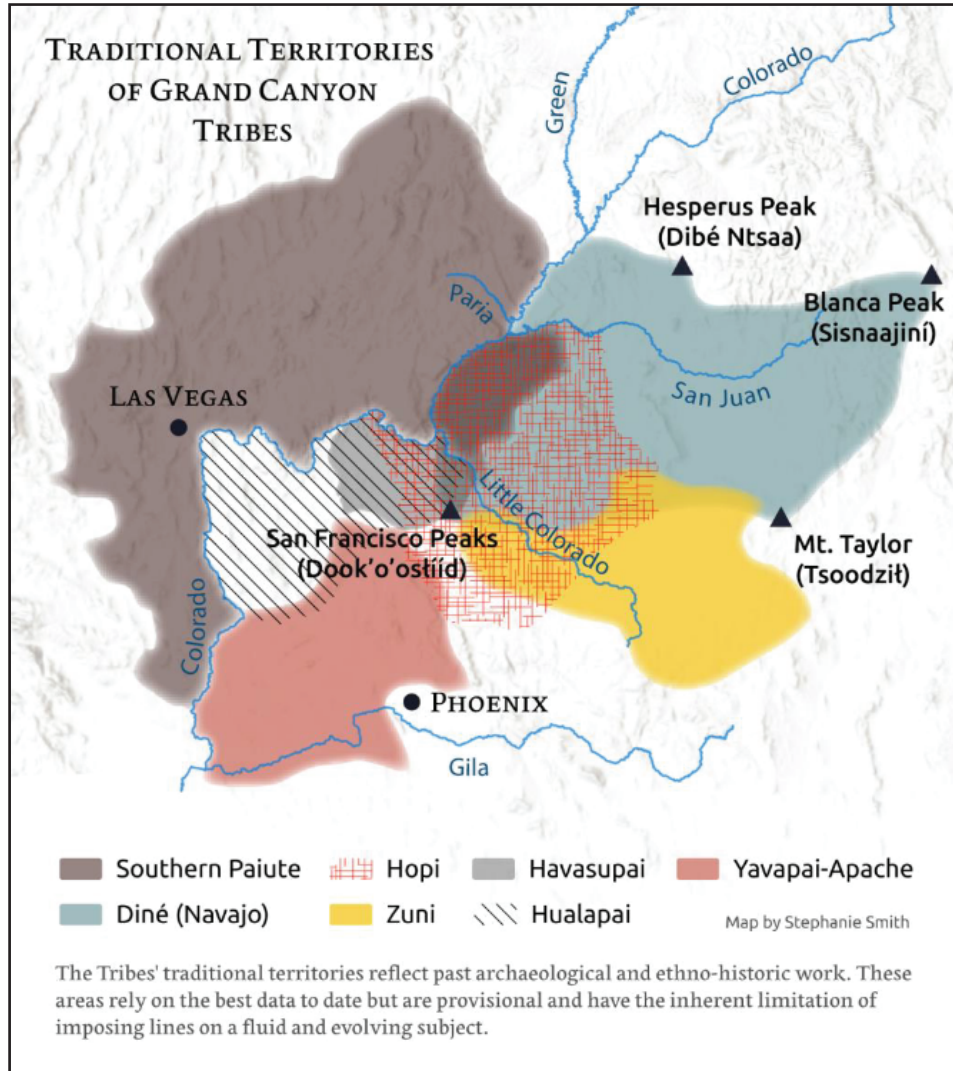 TRADITIONAL TERRITORIES
OF GRAND CANYON
TRIBES
Green
Colorado
Hesperus Peak
(Dibé Ntsaa)
Blanca Peak
(Sisnaajiní)
Paria
San Juan
LAS VEGAS
Little Colorado
San Francisco Peaks
(Dook’o’osłííd)
Mt. Taylor
(Tsoodził)
Colorado
PHOENIX
Gila
Southern Paiute
Hopi
Havasupai
Yavapai-Apache
Diné (Navajo)
Zuni
Hualapai
Map by Stephanie Smith
The Tribes' traditional territories reflect past archaeological and ethno-historic work. These
areas rely on the best data to date but are provisional and have the inherent limitation of
imposing lines on a fluid and evolving subject.